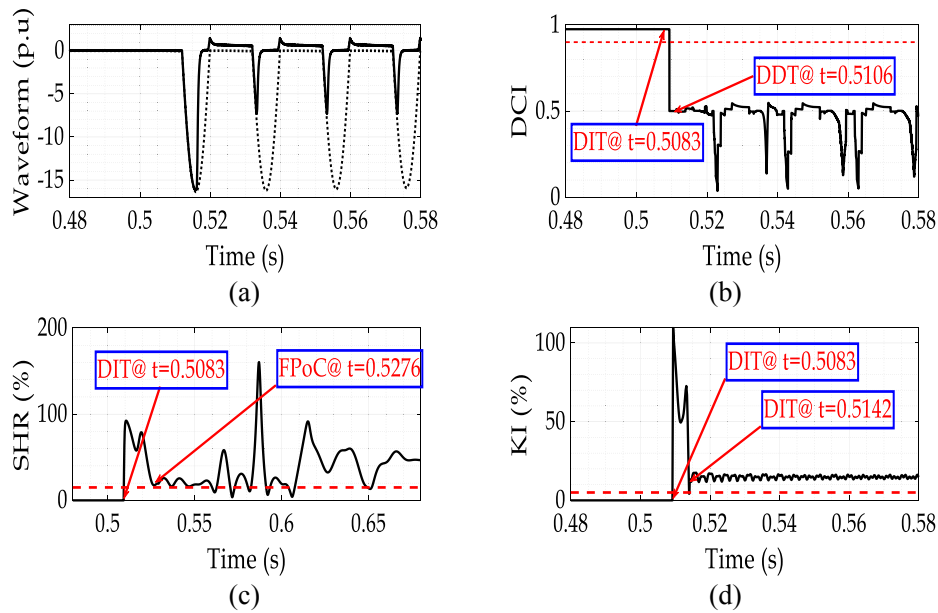 Waveform (p.u)
0
-5
-10
-15
0.48
0.5
0.52
0.54
0.56
0.58
Time (s)
(a)
DCI
1
0.5
0
DDT@ t=0.5106
DIT@ t=0.5083
0.48
0.5
0.52
0.54
0.56
0.58
Time (s)
(b)
SHR (%)
200
100
0
DIT@ t=0.5083
FPoC@ t=0.5276
0.5
0.55
0.6
0.65
Time (s)
(c)
KI (%)
100
50
0
DIT@ t=0.5083
DIT@ t=0.5142
0.48
0.5
0.52
0.54
0.56
0.58
Time (s)
(d)